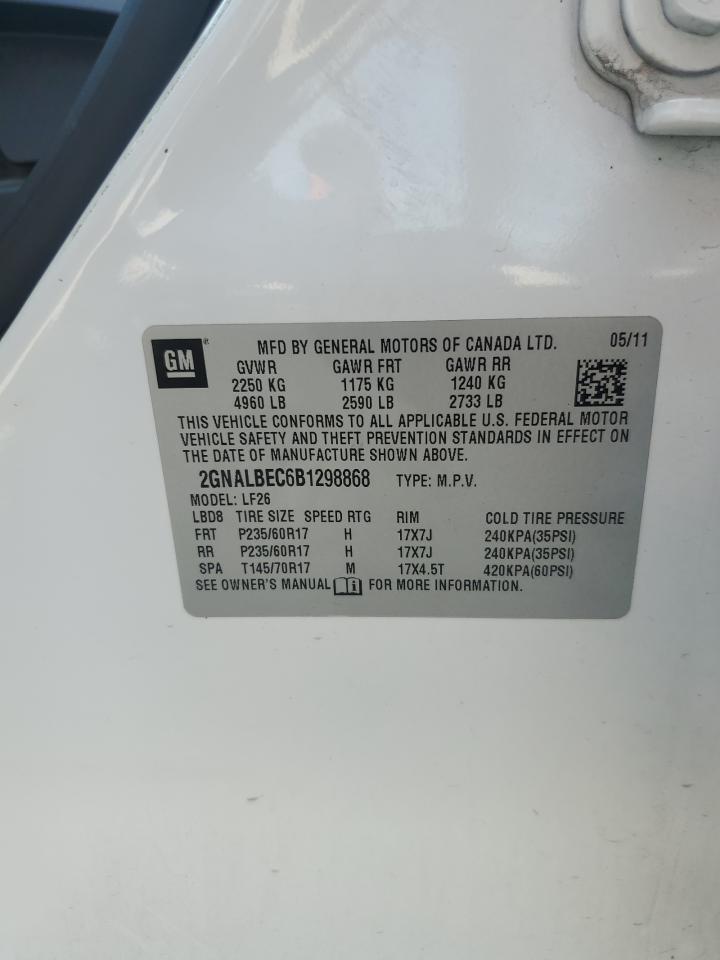 GM ® MFD BY GENERAL MOTORS OF CANADA LTD. 05/11
GVWR GAWR FRT GAWR RR
2250 KG 1175 KG 1240 KG
4960 LB 2590 LB 2733 LB
THIS VEHICLE CONFORMS TO ALL APPLICABLE U.S. FEDERAL MOTOR
VEHICLE SAFETY AND THEFT PREVENTION STANDARDS IN EFFECT ON
THE DATE OF MANUFACTURE SHOWN ABOVE.
2GNALBEC6B1298868 TYPE: M.P.V.
MODEL: LF26
LBD8 TIRE SIZE SPEED RTG RIM COLD TIRE PRESSURE
FRT P235/60R17 H 17X7J 240KPA(35PSI)
RR P235/60R17 H 17X7J 240KPA(35PSI)
SPA T145/70R17 M 17X4.5T 420KPA(60PSI)
SEE OWNER'S MANUAL i FOR MORE INFORMATION.